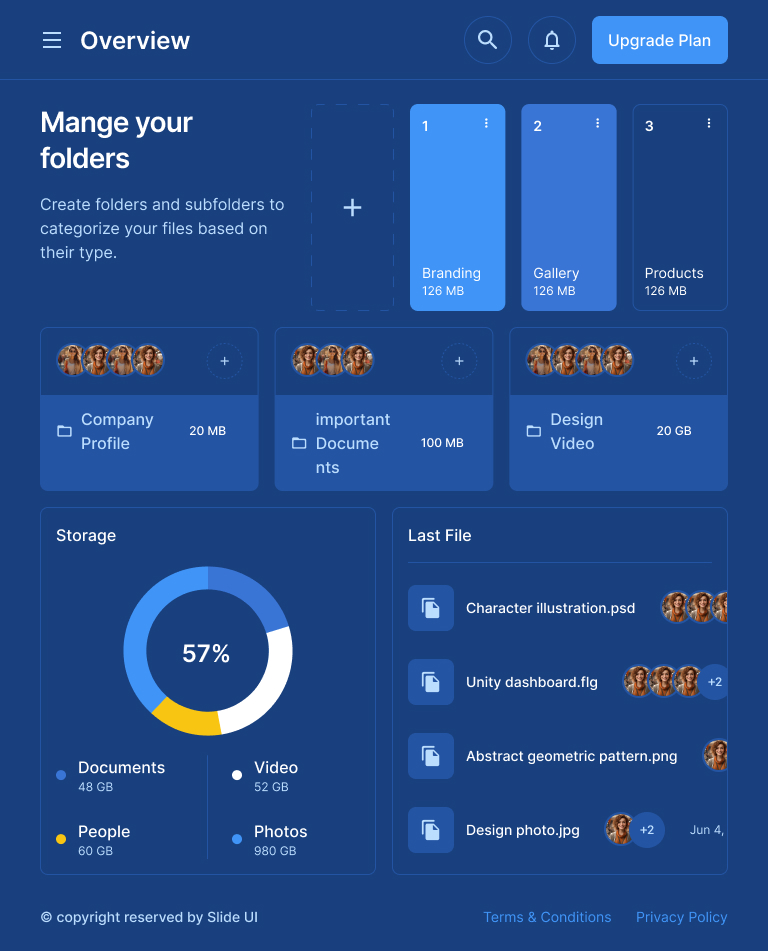 Overview
Upgrade Plan
Mange your
folders
Create folders and subfolders to
categorize your files based on
their type.
+
1
Branding
126 MB
2
Gallery
126 MB
3
Products
126 MB
+
Company
Profile
20 MB
+
important
Docume
nts
100 MB
+
Design
Video
20 GB
Storage
57%
Documents
48 GB
Video
52 GB
People
60 GB
Photos
980 GB
Last File
Character illustration.psd
Unity dashboard.flg
+2
Abstract geometric pattern.png
Design photo.jpg
+2
Jun 4,
© copyright reserved by Slide UI
Terms & Conditions
Privacy Policy